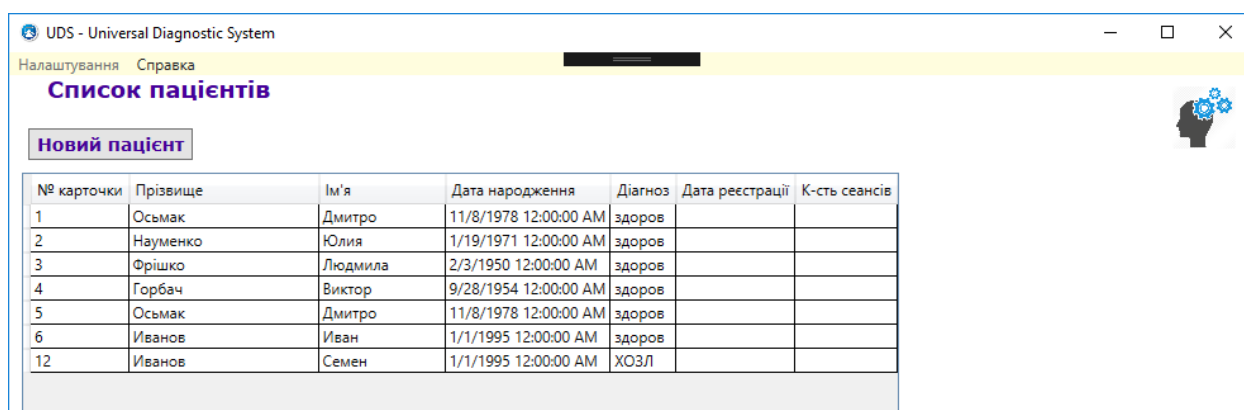 UDS - Universal Diagnostic System
Налаштування Справка
Список пацієнтів
Новий пацієнт
№ карточки Прізвище Ім'я Дата народження Діагноз Дата реєстрації К-сть сеансів
1 Осьмак Дмитро 11/8/1978 12:00:00 AM здоров
2 Науменко Юлия 1/19/1971 12:00:00 AM здоров
3 Фрішко Людмила 2/3/1950 12:00:00 AM здоров
4 Горбач Виктор 9/28/1954 12:00:00 AM здоров
5 Осьмак Дмитро 11/8/1978 12:00:00 AM здоров
6 Иванов Иван 1/1/1995 12:00:00 AM здоров
12 Иванов Семен 1/1/1995 12:00:00 AM ХОЗЛ